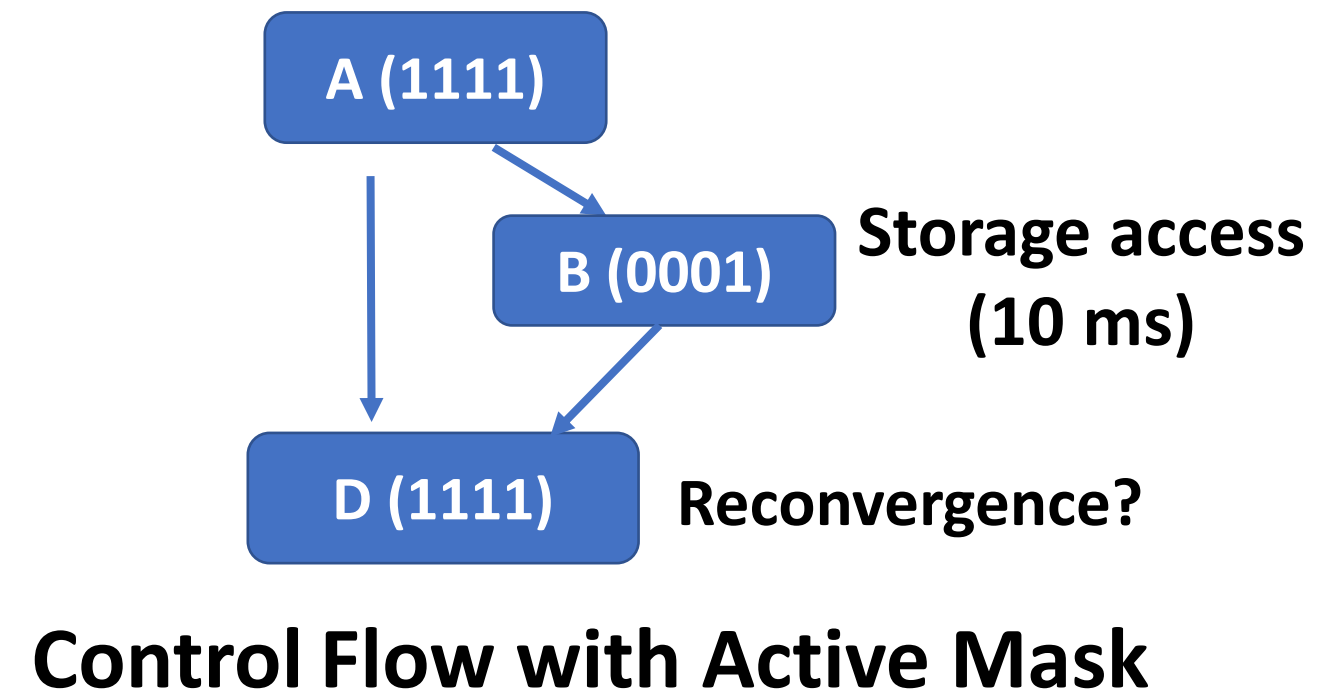 A (1111)
B (0001)
Storage access
(10 ms)
D (1111)
Reconvergence?
Control Flow with Active Mask